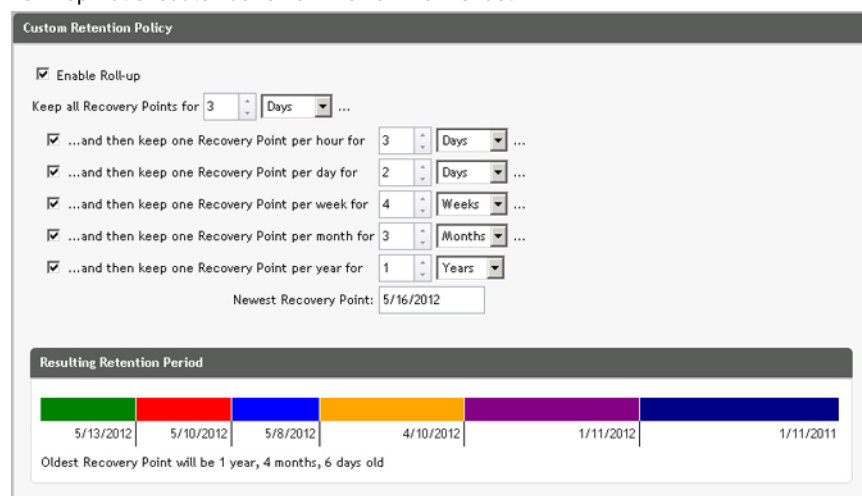 Custom Retention Policy
Enable Roll-up
Keep all Recovery Points for 3 Days ...
...and then keep one Recovery Point per hour for 3 Days ...
...and then keep one Recovery Point per day for 2 Days ...
...and then keep one Recovery Point per week for 4 Weeks ...
...and then keep one Recovery Point per month for 3 Months ...
...and then keep one Recovery Point per year for 1 Years
Newest Recovery Point: 5/16/2012
Resulting Retention Period
5/13/2012 5/10/2012 5/8/2012 4/10/2012 1/11/2012 1/11/2011
Oldest Recovery Point will be 1 year, 4 months, 6 days old